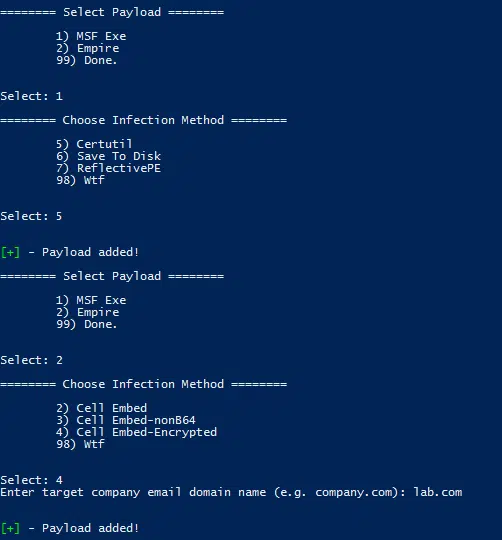 ======== Select Payload ========
1) MSF Exe
2) Empire
99) Done.
Select: 1
======== Choose Infection Method ========
5) Certutil
6) Save To Disk
7) ReflectivePE
98) Wtf
Select: 5
[+] - Payload added!
======== Select Payload ========
1) MSF Exe
2) Empire
99) Done.
Select: 2
======== Choose Infection Method ========
2) Cell Embed
3) Cell Embed-nonB64
4) Cell Embed-Encrypted
98) Wtf
Select: 4
Enter target company email domain name (e.g. company.com): lab.com
[+] - Payload added!